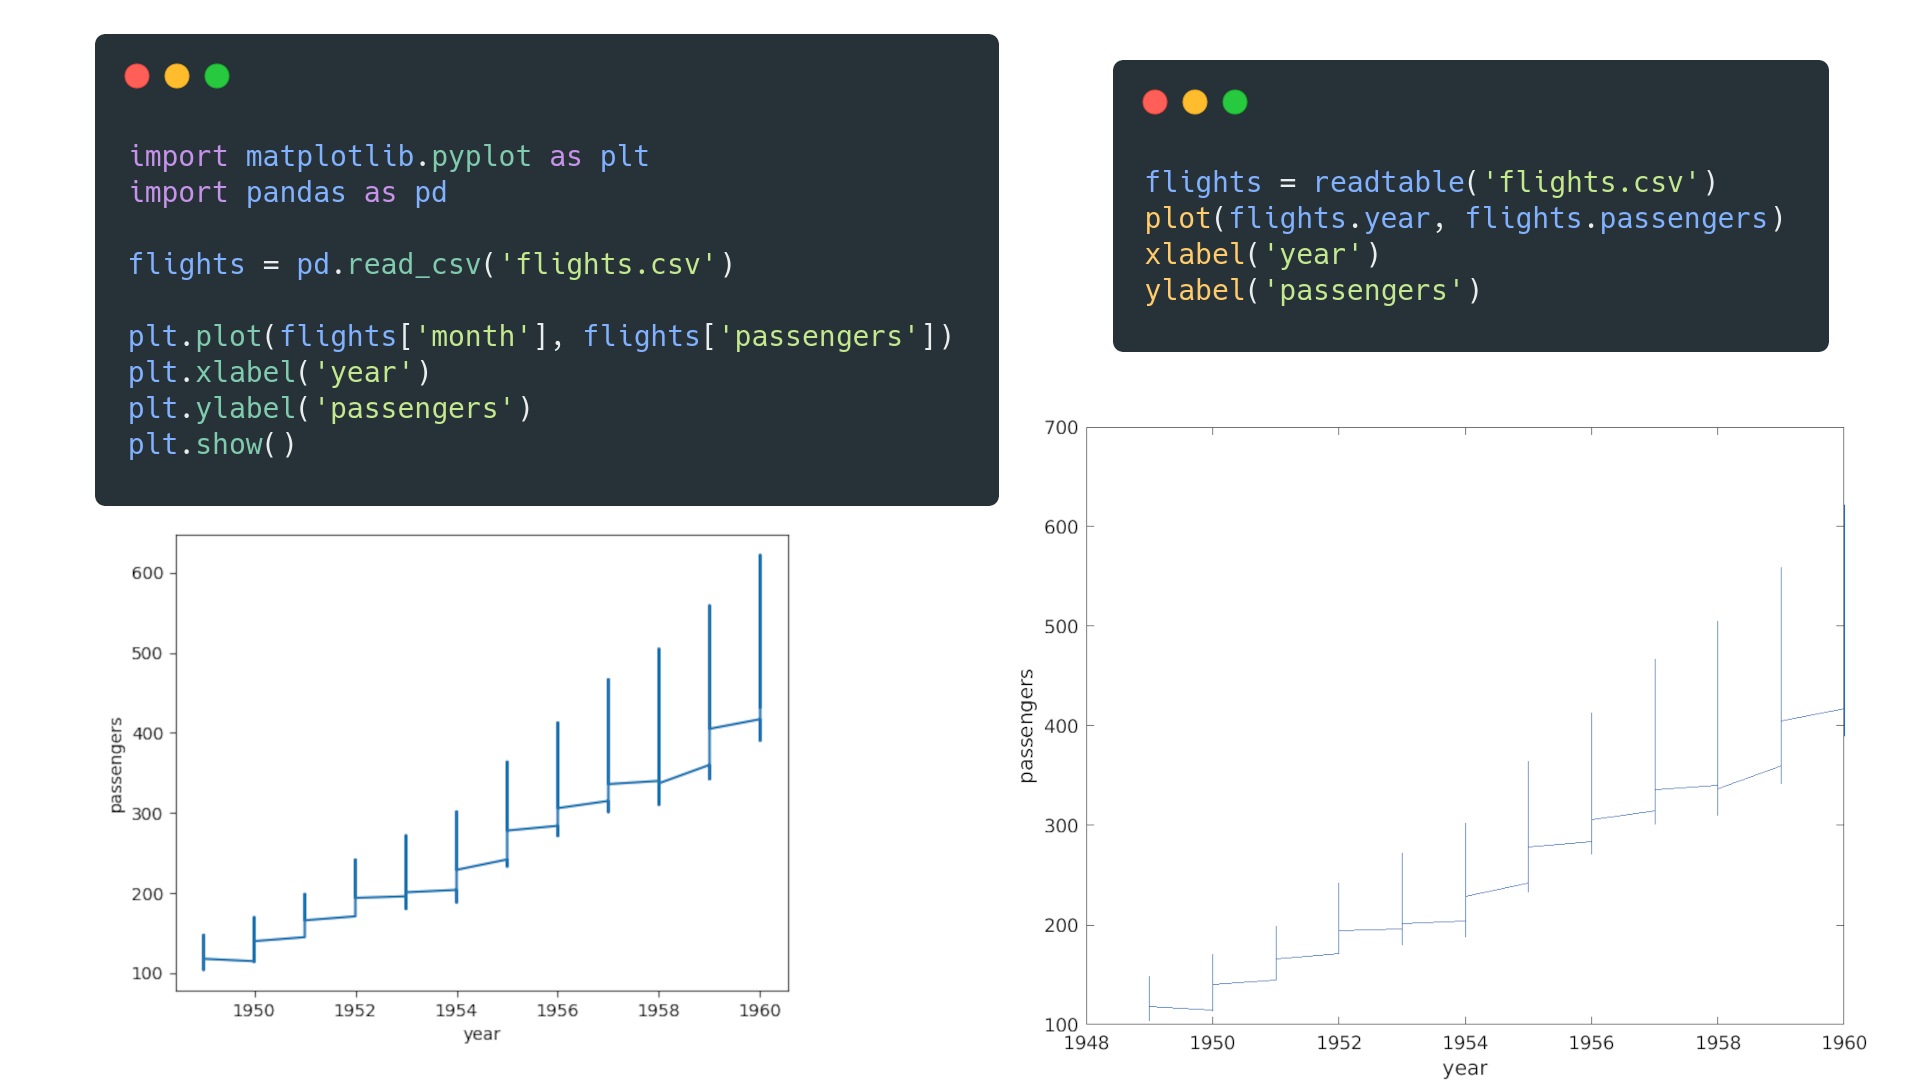 import matplotlib.pyplot as plt
import pandas as pd
flights = pd.read_csv('flights.csv')
plt.plot(flights['month'], flights['passengers'])
plt.xlabel('year')
plt.ylabel('passengers')
plt.show()
flights = readtable('flights.csv')
plot(flights.year, flights.passengers)
xlabel('year')
ylabel('passengers')
600
500
400
300
200
100
passengers
1950 1952 1954 1956 1958 1960
year
700
600
500
400
300
200
100
passengers
1948 1950 1952 1954 1956 1958 1960
year